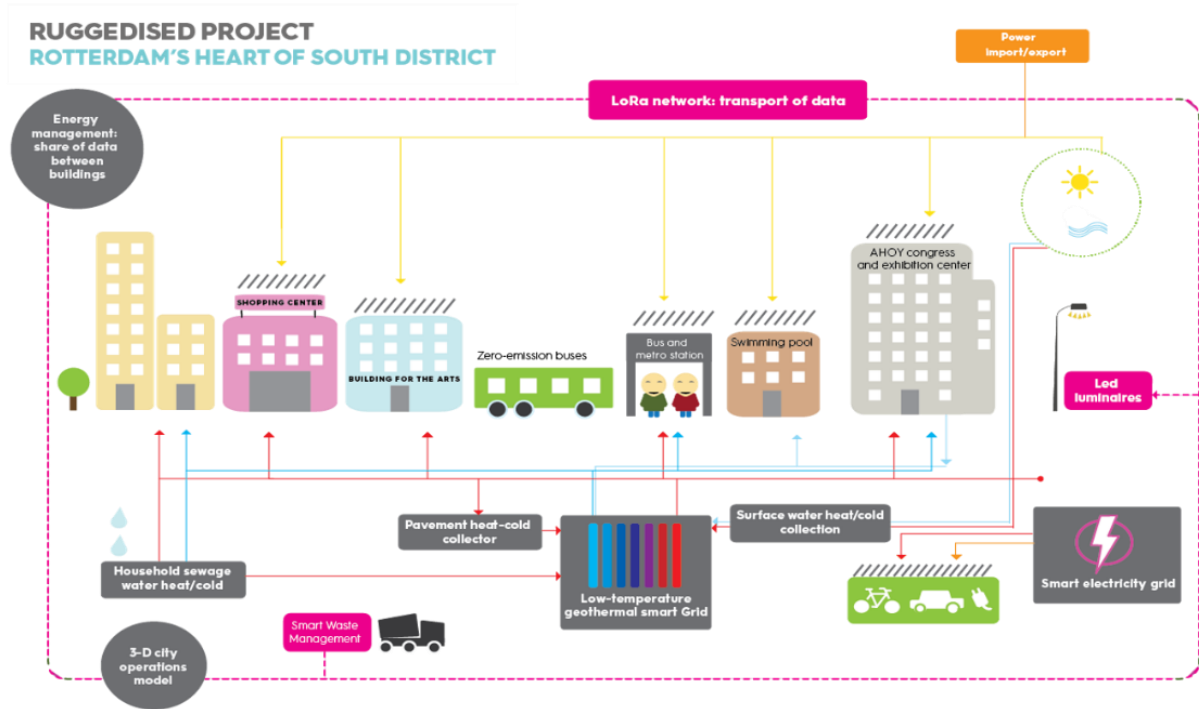 RUGGEDISED PROJECT
ROTTERDAM'S HEART OF SOUTH DISTRICT
Power
import/export
LoRa network: transport of data
Energy
management:
share of data
between
buildings
SHOPPING CENTER
BUILDING FOR THE ARTS
Zero-emission buses
Bus and
metro station
Swimming pool
AHOY congress
and exhibition center
Led
luminaires
Household sewage
water heat/cold
Pavement heat-cold
collector
Low-temperature
geothermal smart Grid
Surface water heat/cold
collection
Smart electricity grid
Smart Waste
Management
3-D city
operations
model